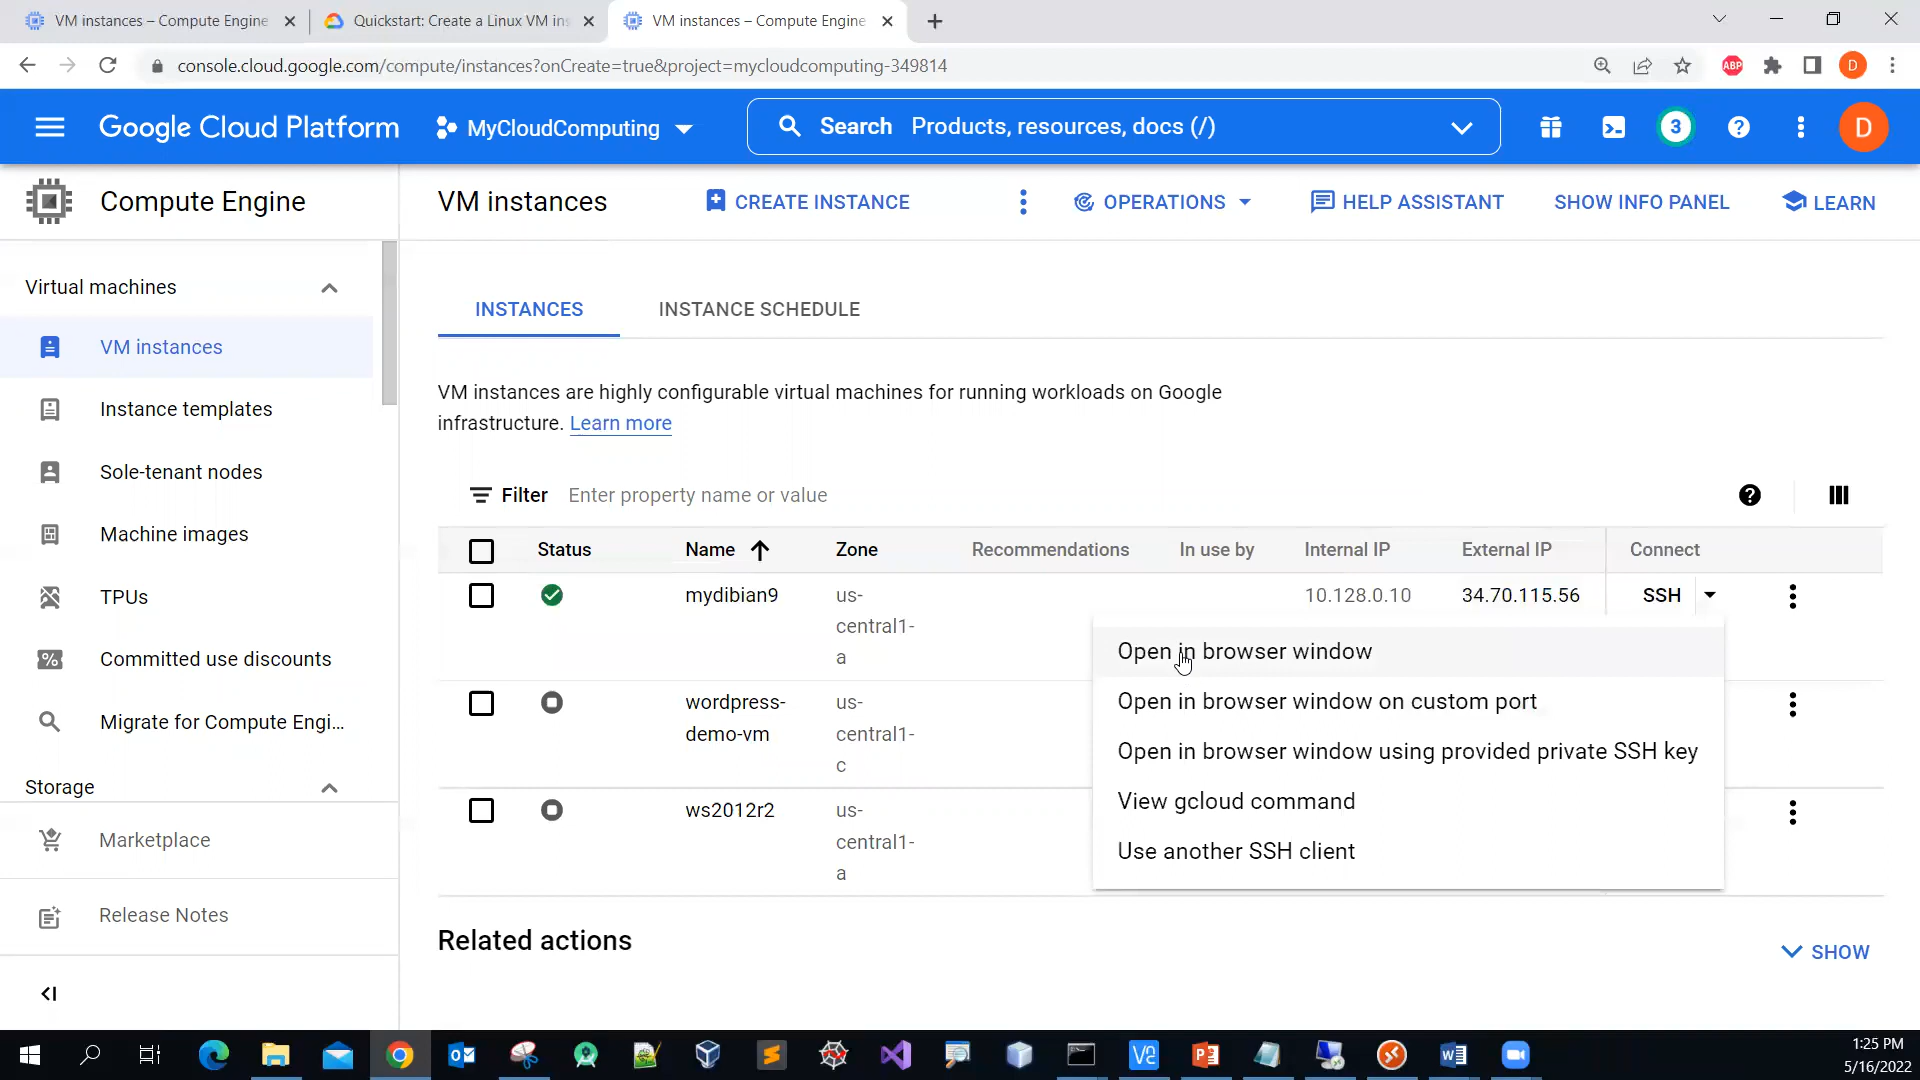 VM instances – Compute Engine
Quickstart: Create a Linux VM ins
VM instances – Compute Engine
console.cloud.google.com/compute/instances?onCreate=true&project=mycloudcomputing-349814
ABP
D
Google Cloud Platform
MyCloudComputing
Search Products, resources, docs (/)
3
D
Compute Engine
VM instances
CREATE INSTANCE
OPERATIONS
HELP ASSISTANT
SHOW INFO PANEL
LEARN
Virtual machines
VM instances
Instance templates
Sole-tenant nodes
Machine images
TPUs
Committed use discounts
Migrate for Compute Engi...
Storage
Marketplace
Release Notes
INSTANCES
INSTANCE SCHEDULE
VM instances are highly configurable virtual machines for running workloads on Google
infrastructure. Learn more
Filter Enter property name or value
Status Name Zone Recommendations In use by Internal IP External IP Connect
mydibian9 us- 10.128.0.10 34.70.115.56 SSH
central1-
a
wordpress- us-
demo-vm central1-
c
ws2012r2 us-
central1-
a
Open in browser window
Open in browser window on custom port
Open in browser window using provided private SSH key
View gcloud command
Use another SSH client
Related actions
SHOW
1:25 PM
5/16/2022